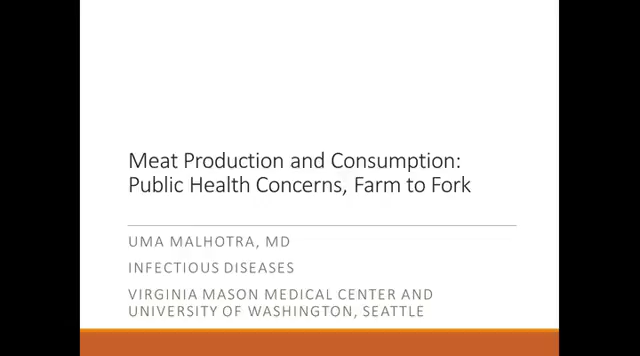 Meat Production and Consumption:
Public Health Concerns, Farm to Fork
UMA MALHOTRA, MD
INFECTIOUS DISEASES
VIRGINIA MASON MEDICAL CENTER AND
UNIVERSITY OF WASHINGTON, SEATTLE